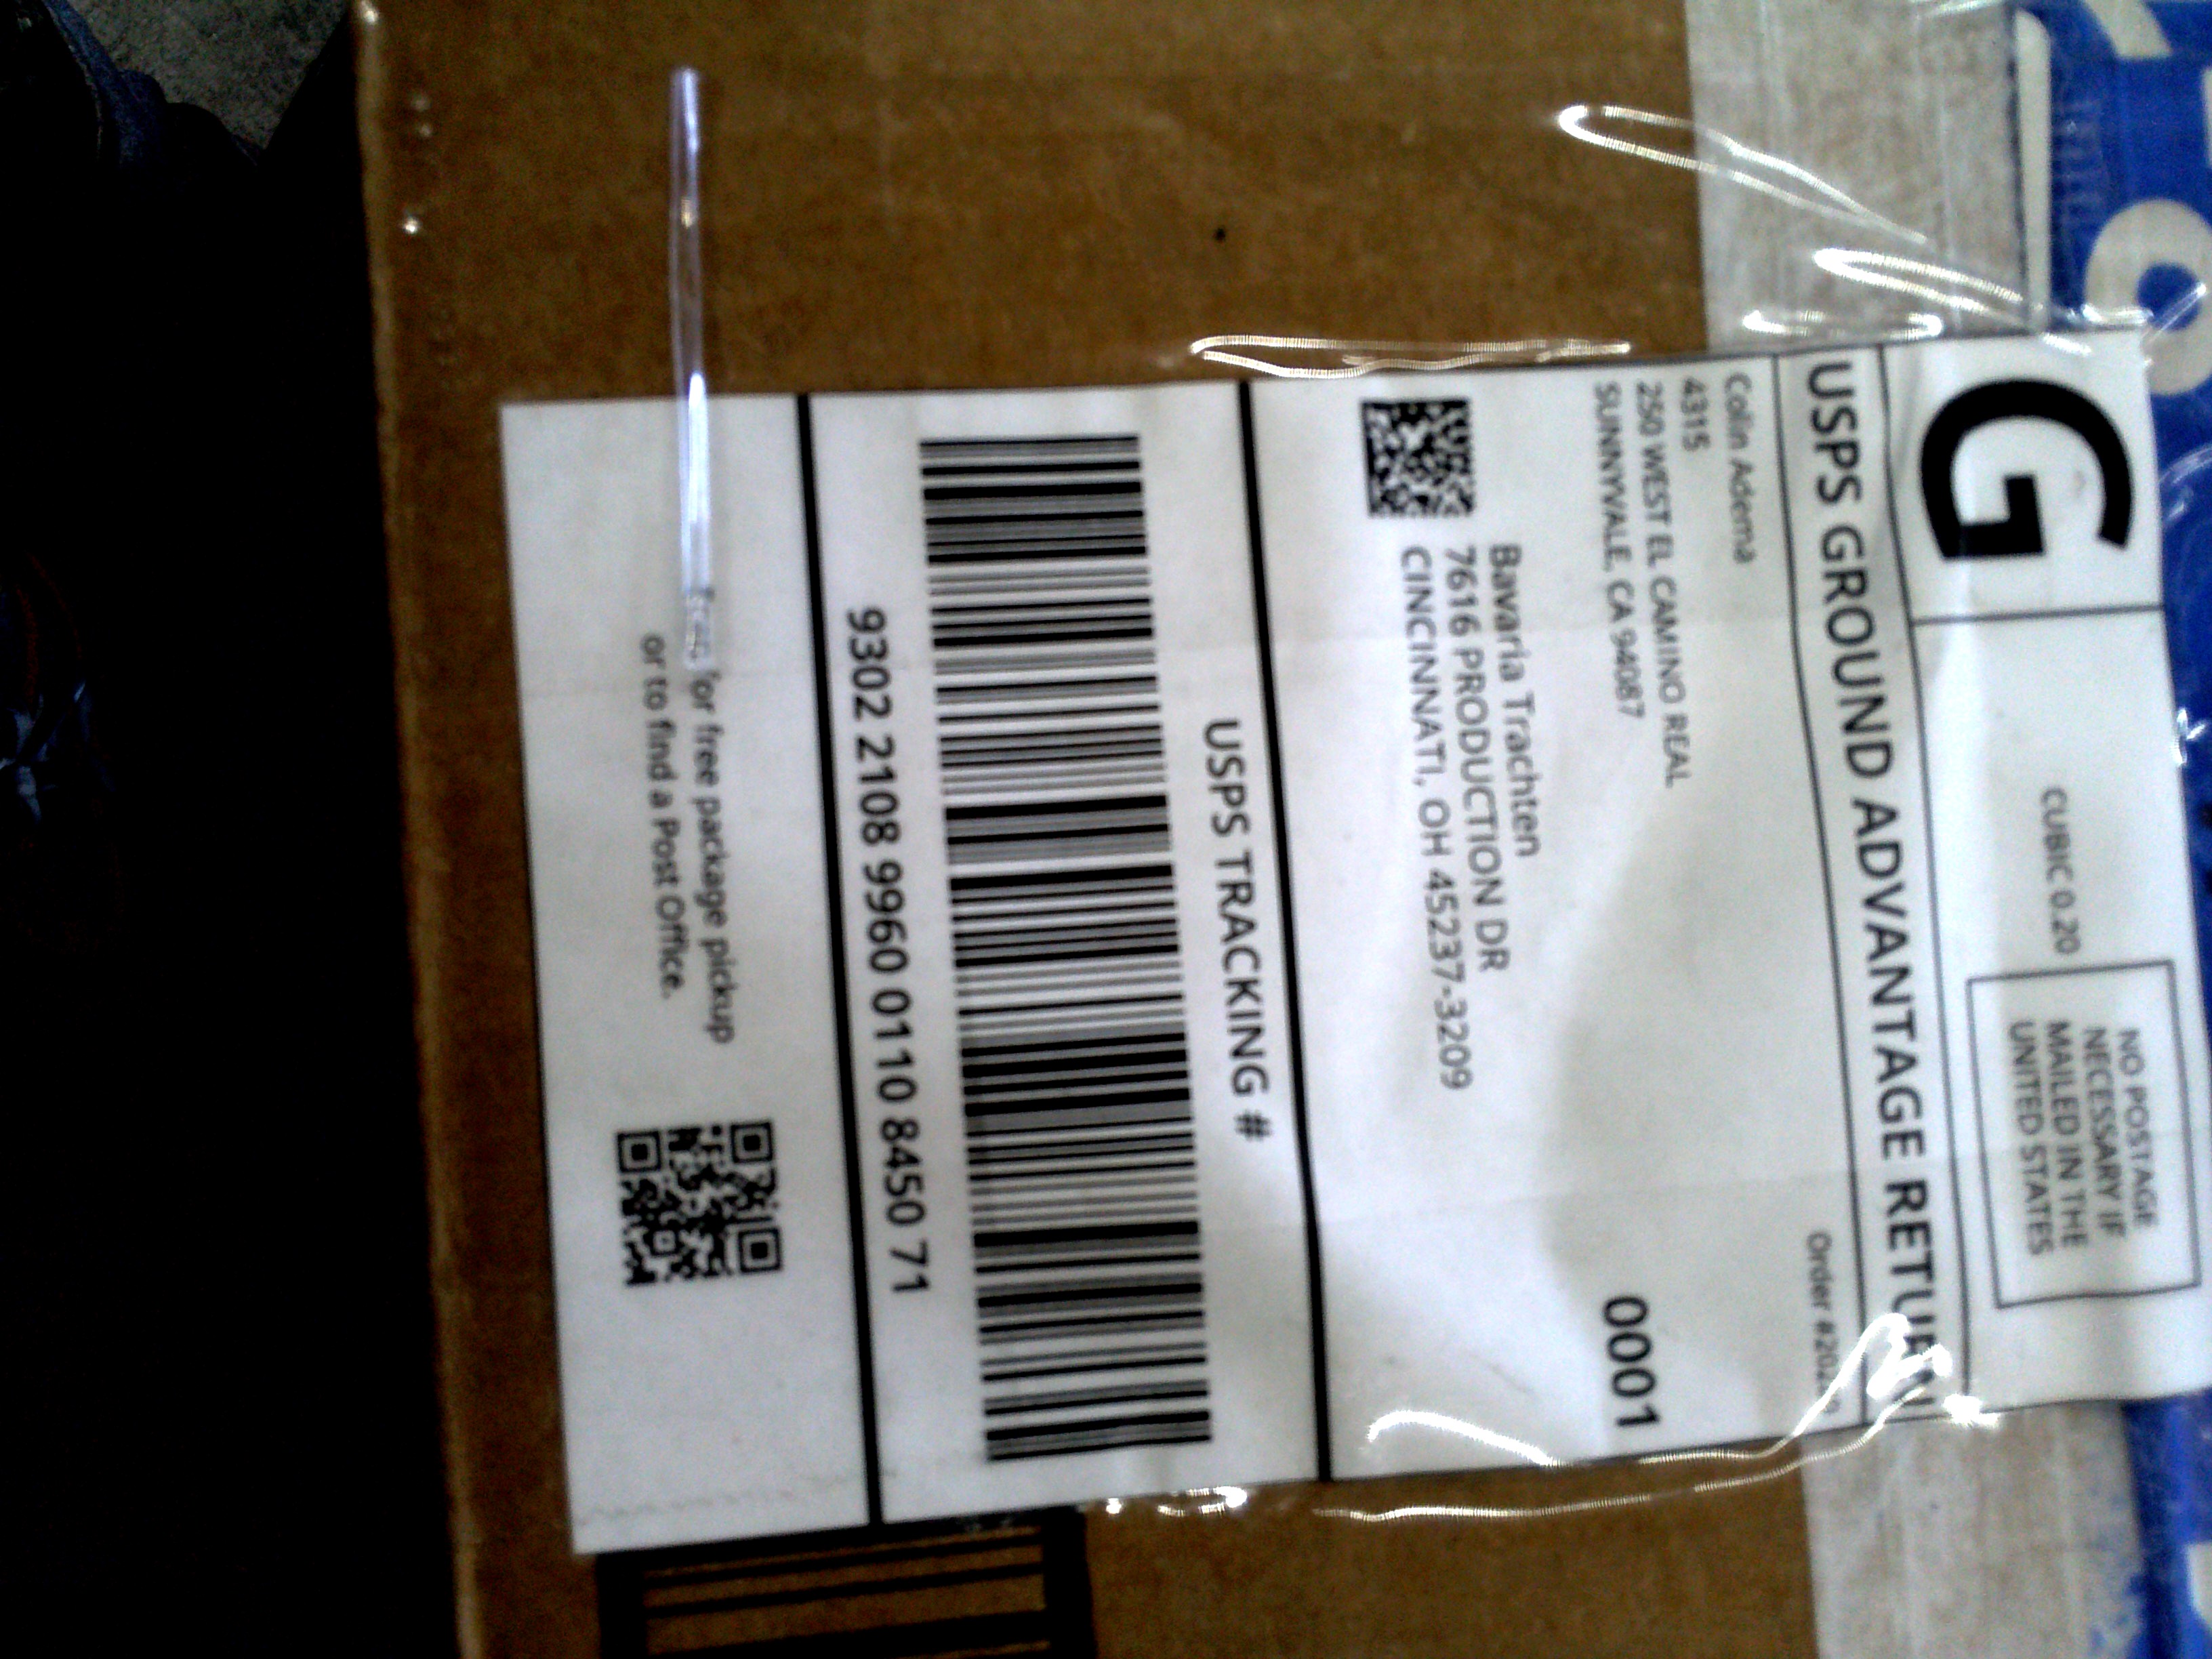 G
CUBIC 0.20
NO POSTAGE
NECESSARY IF
MAILED IN THE
UNITED STATES
USPS GROUND ADVANTAGE RETURN
Colin Adema
4315
250 WEST EL CAMINO REAL
SUNNYVALE, CA 94087
Order
0001
Bavaria Trachten
7616 PRODUCTION DR
CINCINNATI, OH 45237-3209
USPS TRACKING #
9302 2108 9960 0110 8450 71
for free package pickup
or to find a Post Office.